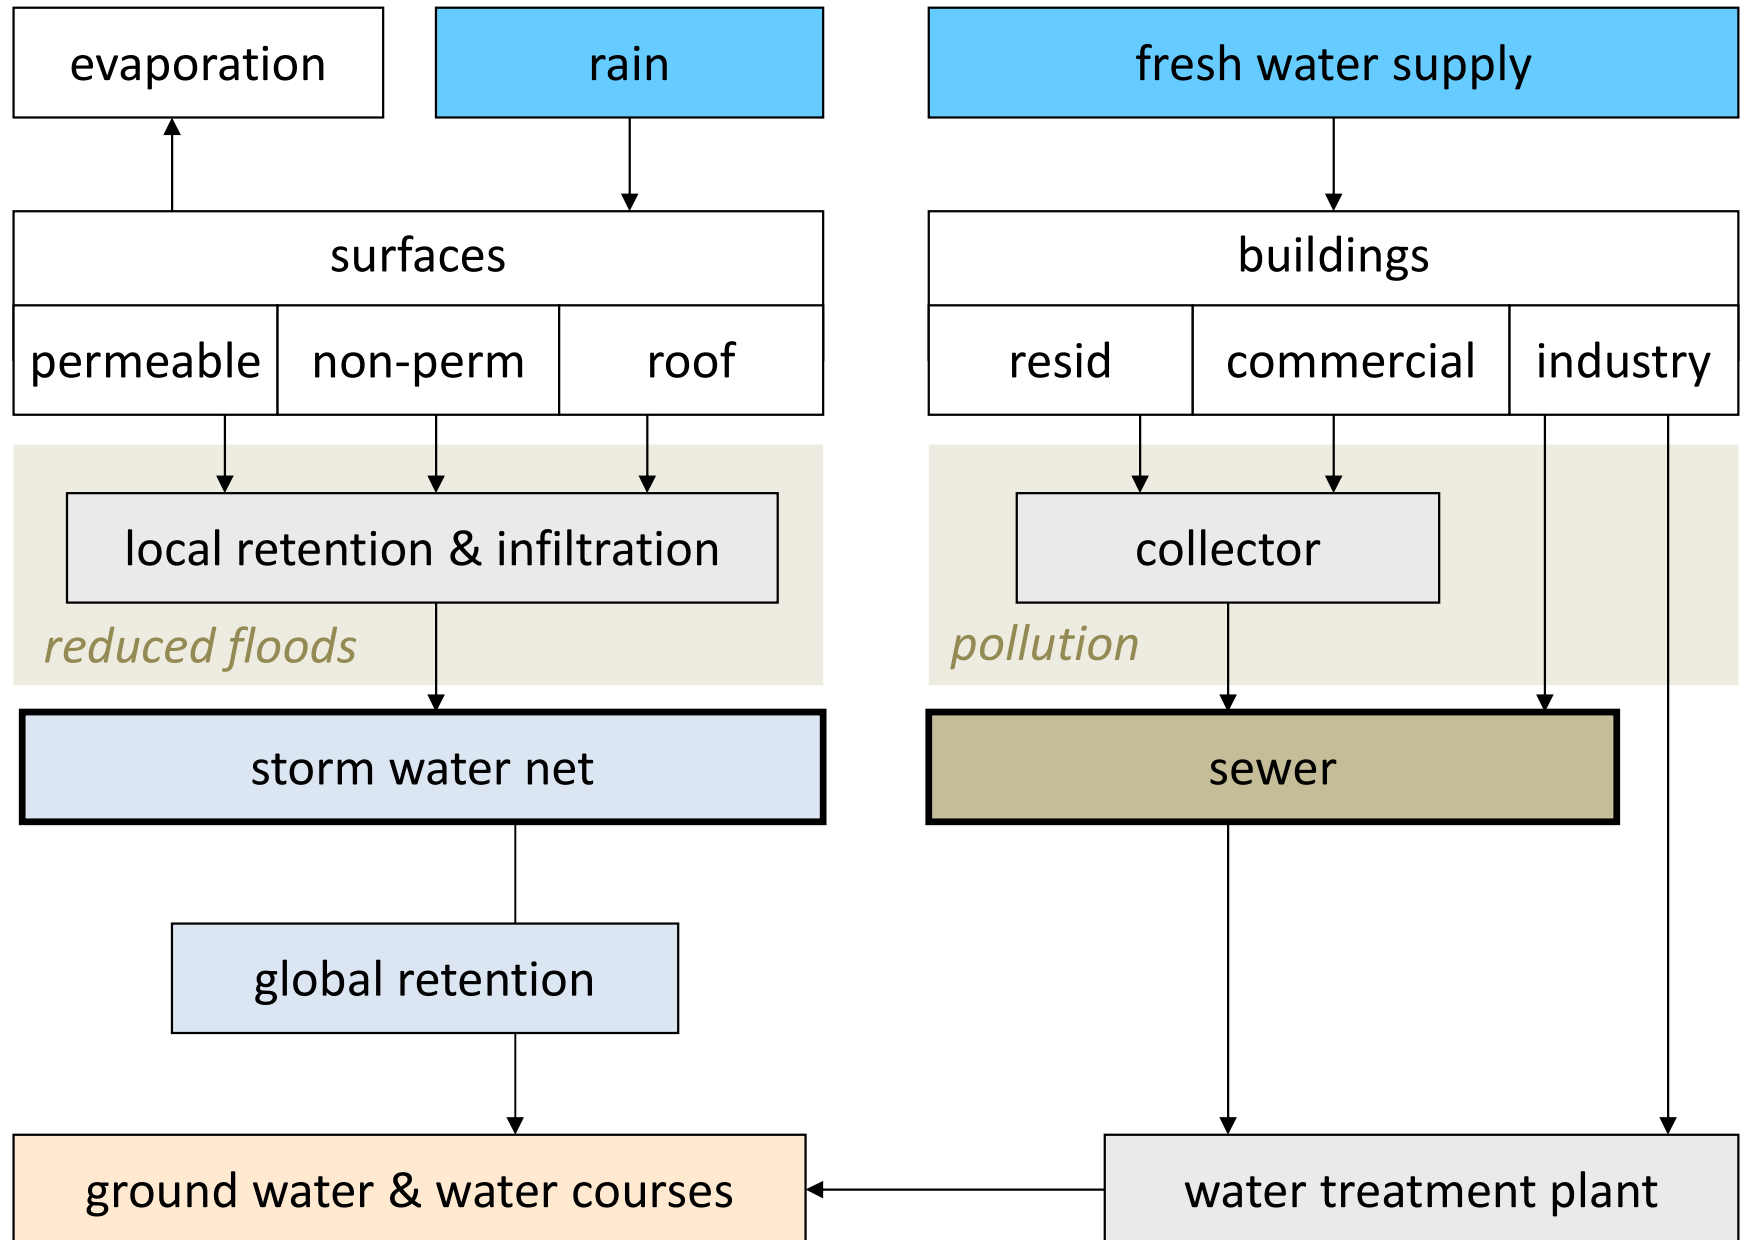 evaporation
rain
fresh water supply
surfaces
buildings
permeable
non-perm
roof
resid
commercial
industry
local retention & infiltration
collector
reduced floods
pollution
storm water net
sewer
global retention
ground water & water courses
water treatment plant